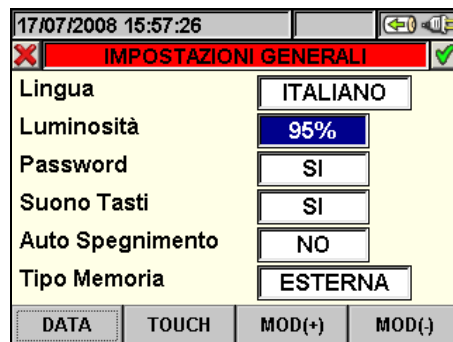 17/07/2008 15:57:26
IMPOSTAZIONI GENERALI
Lingua ITALIANO
Luminosità 95%
Password SI
Suono Tasti SI
Auto Spegnimento NO
Tipo Memoria ESTERNA
DATA TOUCH MOD(+) MOD(-)